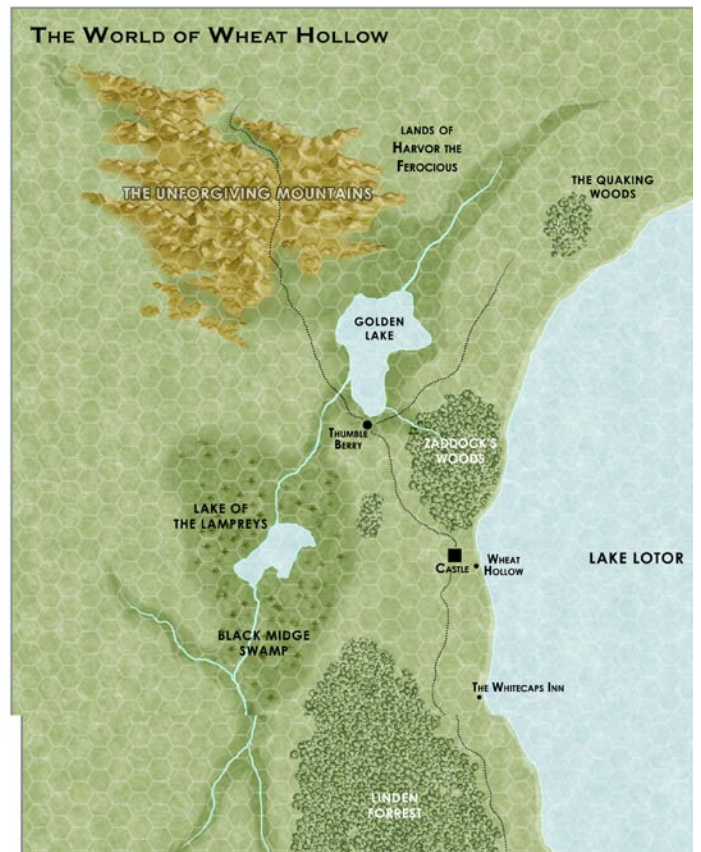 The World of Wheat Hollow
Lands of
Harvor the
Ferocious
The Quaking
Woods
The Unforgiving Mountains
Golden
Lake
Thumble
Berry
Zaddock's
Woods
Lake of
The Lampreys
Castle
Wheat
Hollow
Lake Lotor
Black Midge
Swamp
The Whitecaps Inn
Linden
Forrest